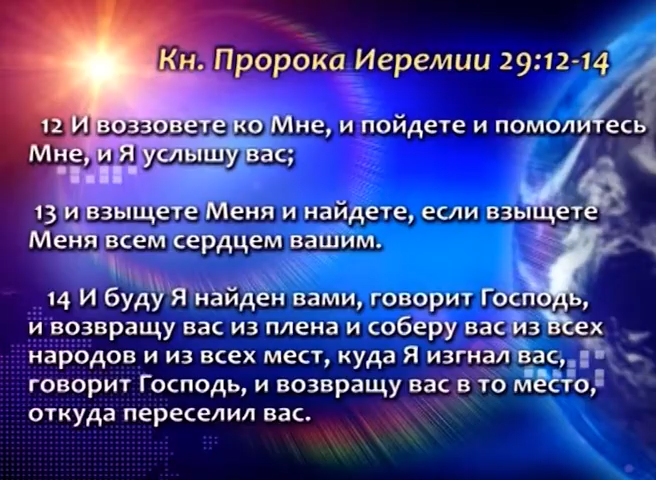 Кн. Пророка Иеремии 29:12-14
12 И воззовете ко Мне, и пойдете и помолитесь
Мне, и Я услышу вас;
13 и взыщете Меня и найдете, если взыщете
Меня всем сердцем вашим.
14 И буду Я найден вами, говорит Господь,
и возвращу вас из плена и соберу вас из всех
народов и из всех мест, куда Я изгнал вас,
говорит Господь, и возвращу вас в то место,
откуда переселил вас.